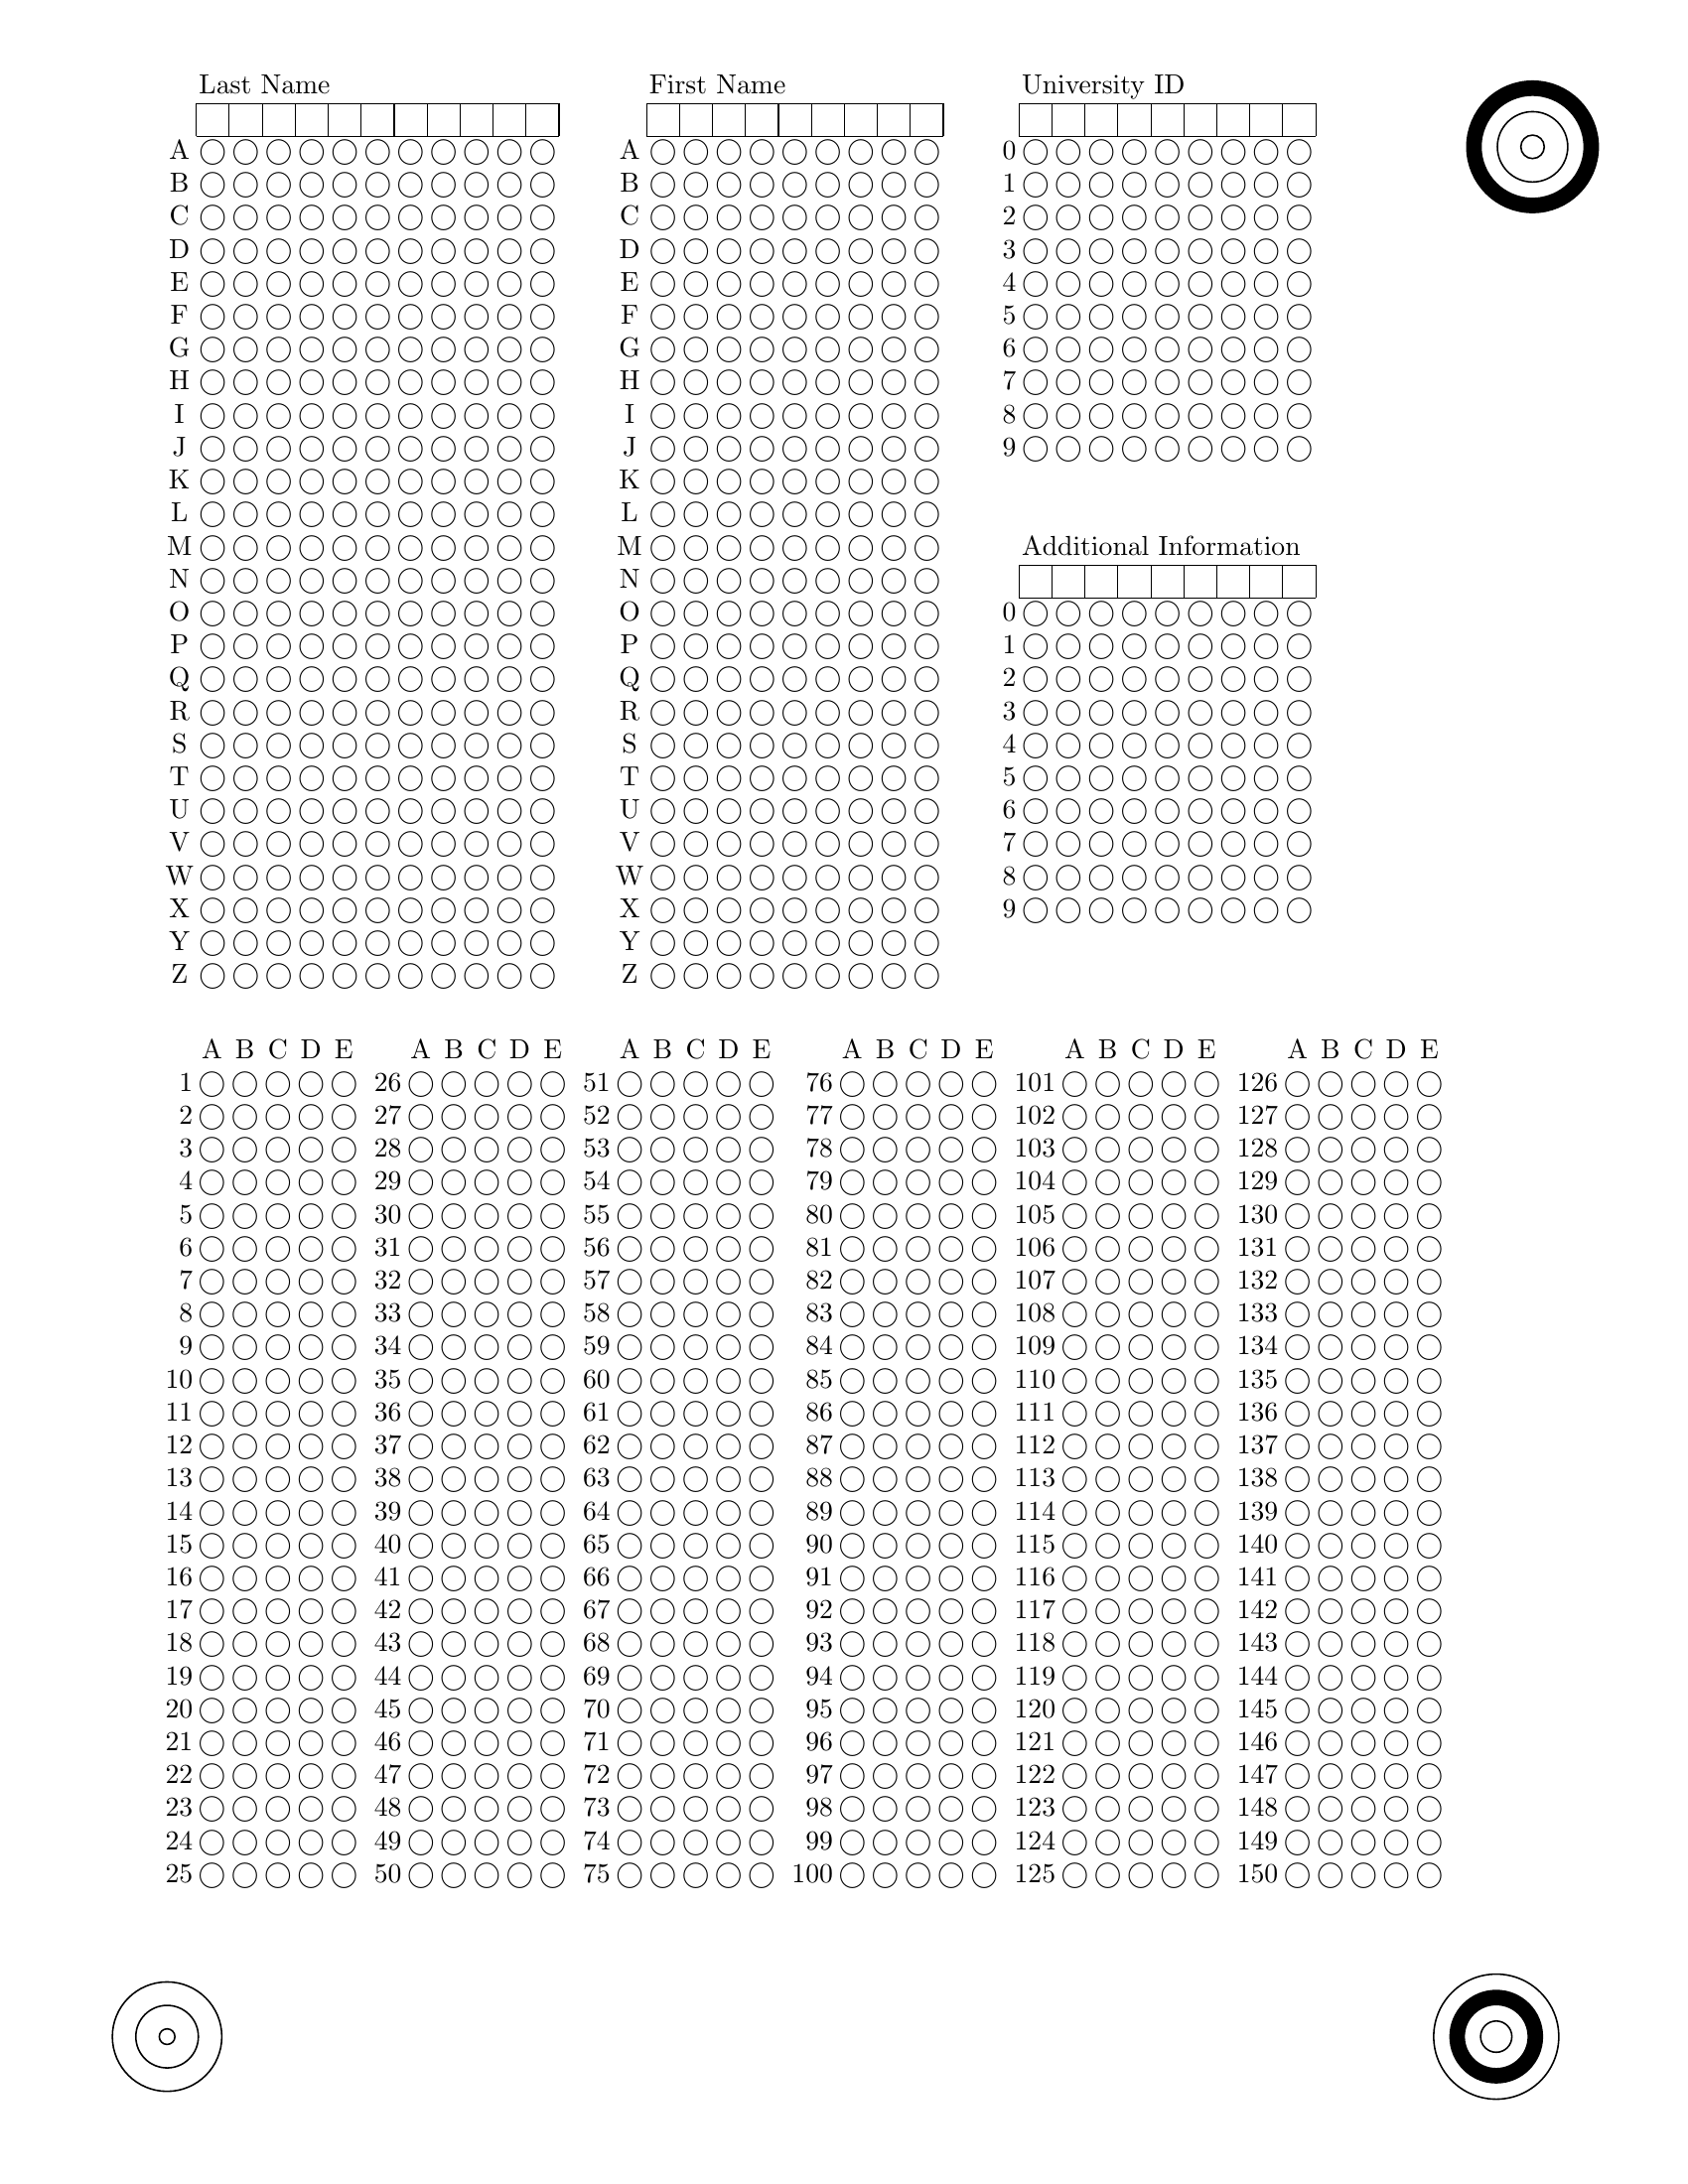 Last Name
A
B
C
D
E
F
G
H
I
J
K
L
M
N
O
P
Q
R
S
T
U
V
W
X
Y
Z
First Name
A
B
C
D
E
F
G
H
I
J
K
L
M
N
O
P
Q
R
S
T
U
V
W
X
Y
Z
University ID
0
1
2
3
4
5
6
7
8
9
Additional Information
0
1
2
3
4
5
6
7
8
9
A B C D E A B C D E A B C D E A B C D E A B C D E A B C D E
1 26 51 76 101 126
2 27 52 77 102 127
3 28 53 78 103 128
4 29 54 79 104 129
5 30 55 80 105 130
6 31 56 81 106 131
7 32 57 82 107 132
8 33 58 83 108 133
9 34 59 84 109 134
10 35 60 85 110 135
11 36 61 86 111 136
12 37 62 87 112 137
13 38 63 88 113 138
14 39 64 89 114 139
15 40 65 90 115 140
16 41 66 91 116 141
17 42 67 92 117 142
18 43 68 93 118 143
19 44 69 94 119 144
20 45 70 95 120 145
21 46 71 96 121 146
22 47 72 97 122 147
23 48 73 98 123 148
24 49 74 99 124 149
25 50 75 100 125 150